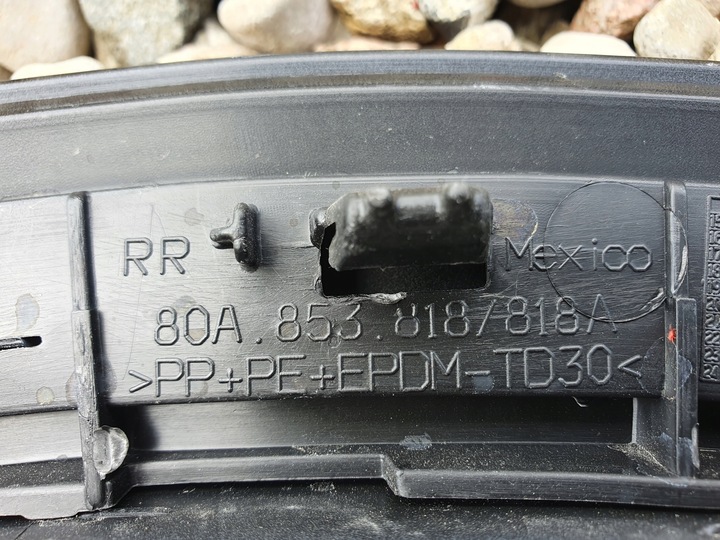 RR Mexico
80A.853.818/818A
>PP+PE+EPDM-TD30<